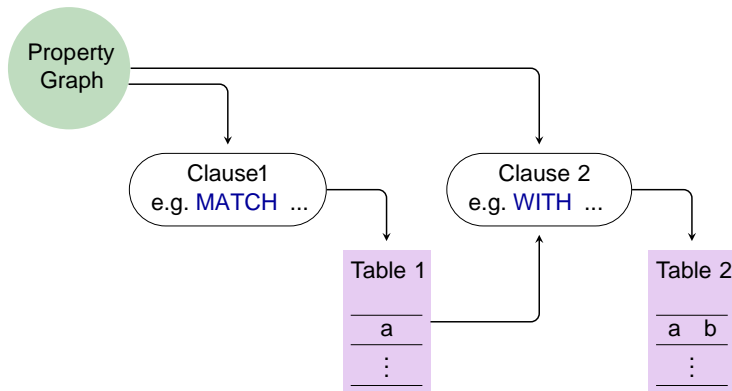 Property
Graph
Clause1
e.g. MATCH ...
Clause 2
e.g. WITH ...
Table 1
a
⋮
Table 2
a b
⋮